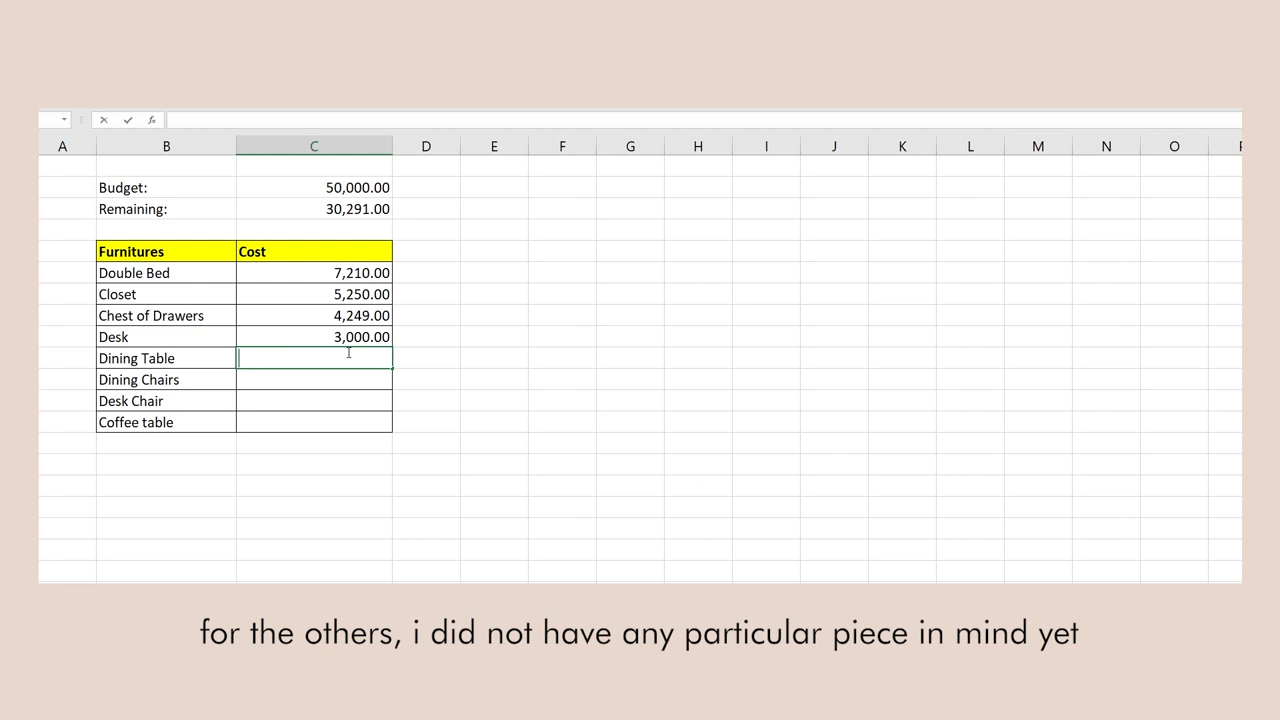 fx
A B C D E F G H I J K L M N O
Budget: 50,000.00
Remaining: 30,291.00
Furnitures Cost
Double Bed 7,210.00
Closet 5,250.00
Chest of Drawers 4,249.00
Desk 3,000.00
Dining Table
Dining Chairs
Desk Chair
Coffee table
for the others, i did not have any particular piece in mind yet